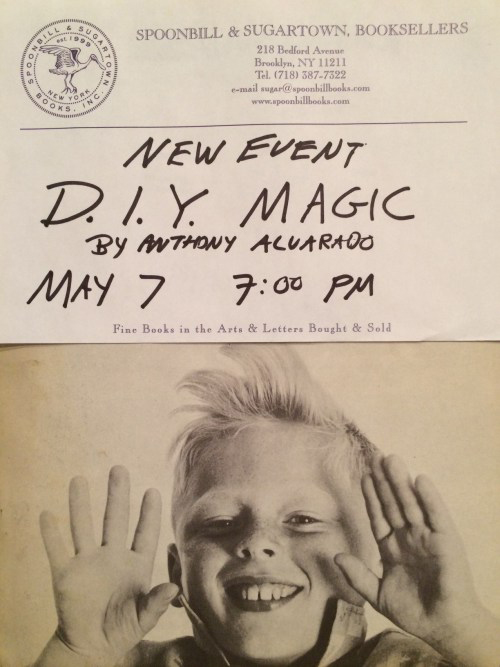 SPOONBILL & SUGARTOWN
est. 1999
NEW YORK
BOOKS, INC.
SPOONBILL & SUGARTOWN, BOOKSELLERS
218 Bedford Avenue
Brooklyn, NY 11211
Tel. (718) 387-7322
e-mail sugar@spoonbillbooks.com
www.spoonbillbooks.com
NEW EVENT
D. I. Y. MAGIC
BY ANTHONY ALVARADO
MAY 7 7:00 PM
Fine Books in the Arts & Letters Bought & Sold